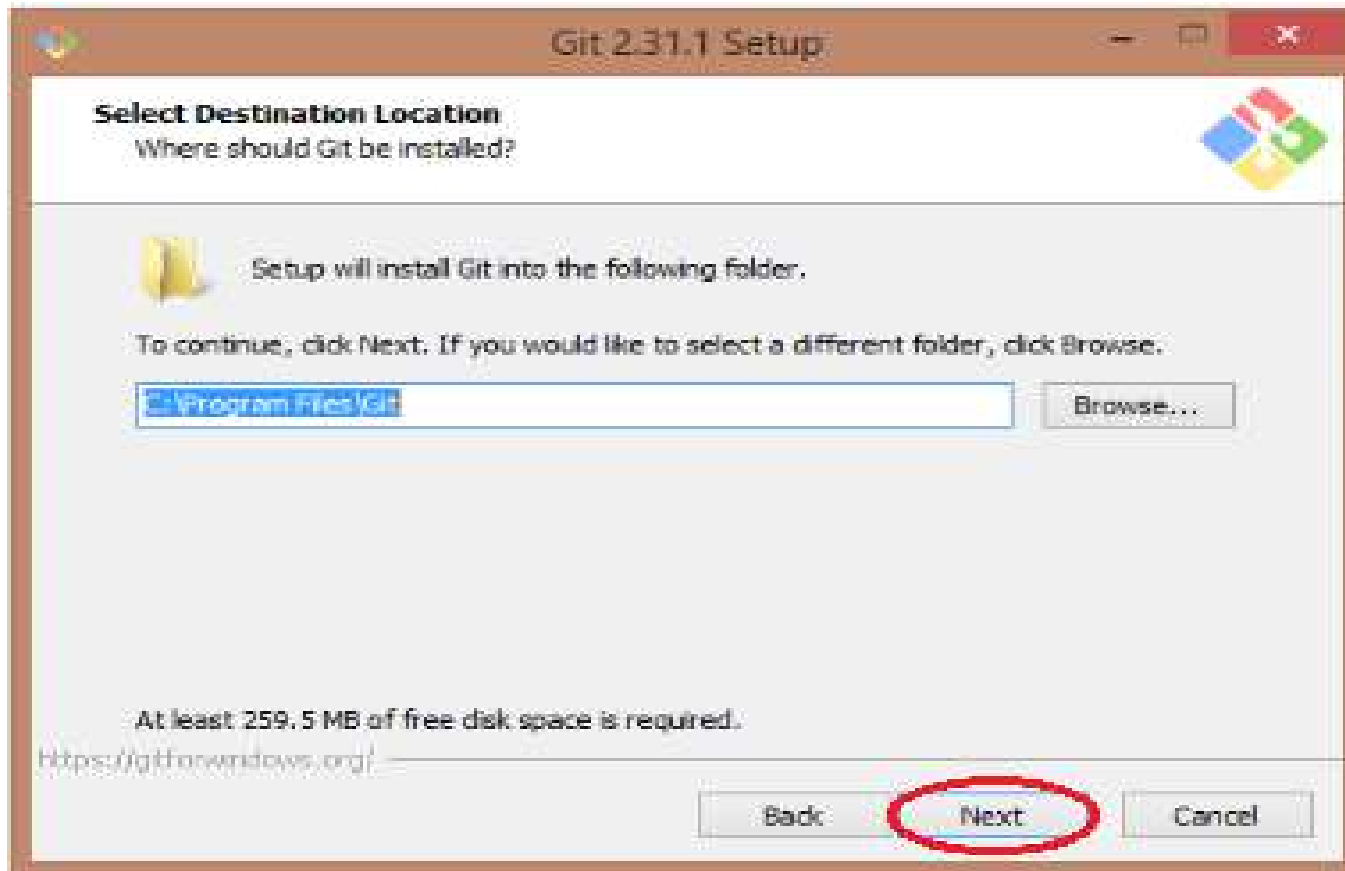 Git 2.31.1 Setup
Select Destination Location
Where should Git be installed?
Setup will install Git into the following folder.
To continue, click Next. If you would like to select a different folder, click Browse.
C:\Program Files\Git
Browse...
At least 259.5 MB of free disk space is required.
https://gitforwindows.org/
Back
Next
Cancel